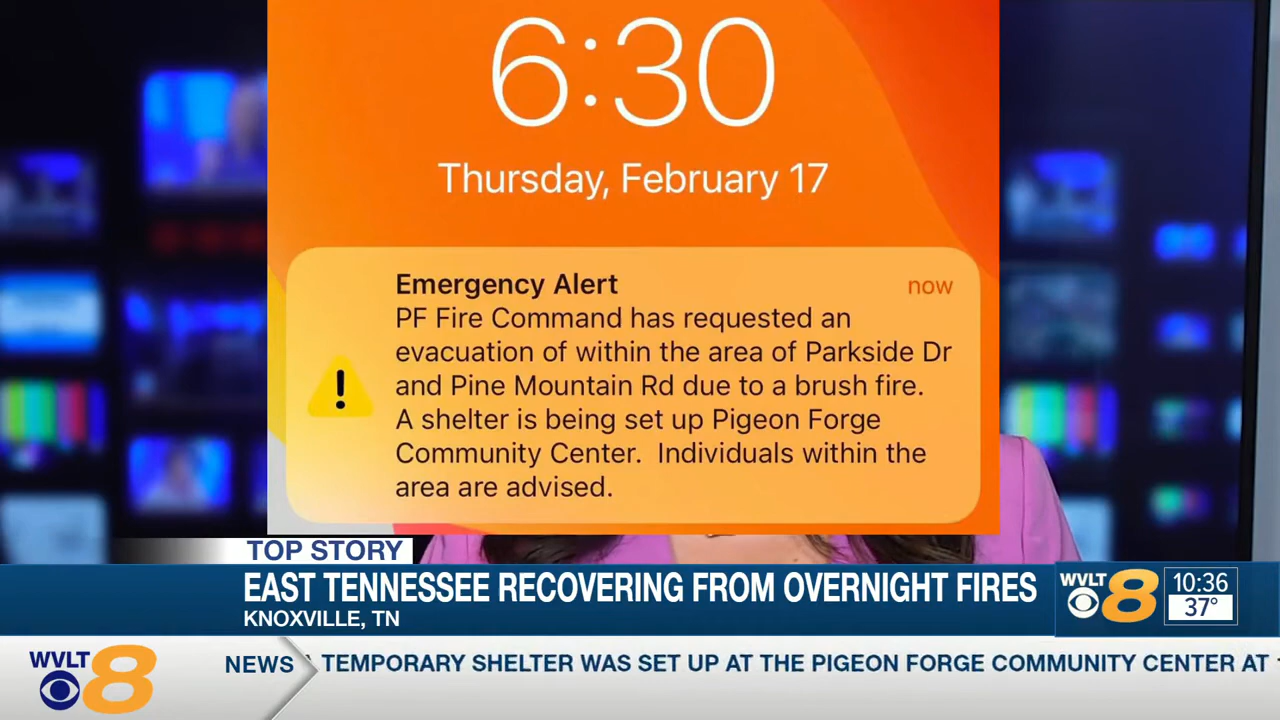 6:30
Thursday, February 17
Emergency Alert
now
PF Fire Command has requested an
evacuation of within the area of Parkside Dr
and Pine Mountain Rd due to a brush fire.
A shelter is being set up Pigeon Forge
Community Center.  Individuals within the
area are advised.
TOP STORY
EAST TENNESSEE RECOVERING FROM OVERNIGHT FIRES
KNOXVILLE, TN
WVLT 8
10:36
37°
WVLT 8
NEWS
TEMPORARY SHELTER WAS SET UP AT THE PIGEON FORGE COMMUNITY CENTER AT